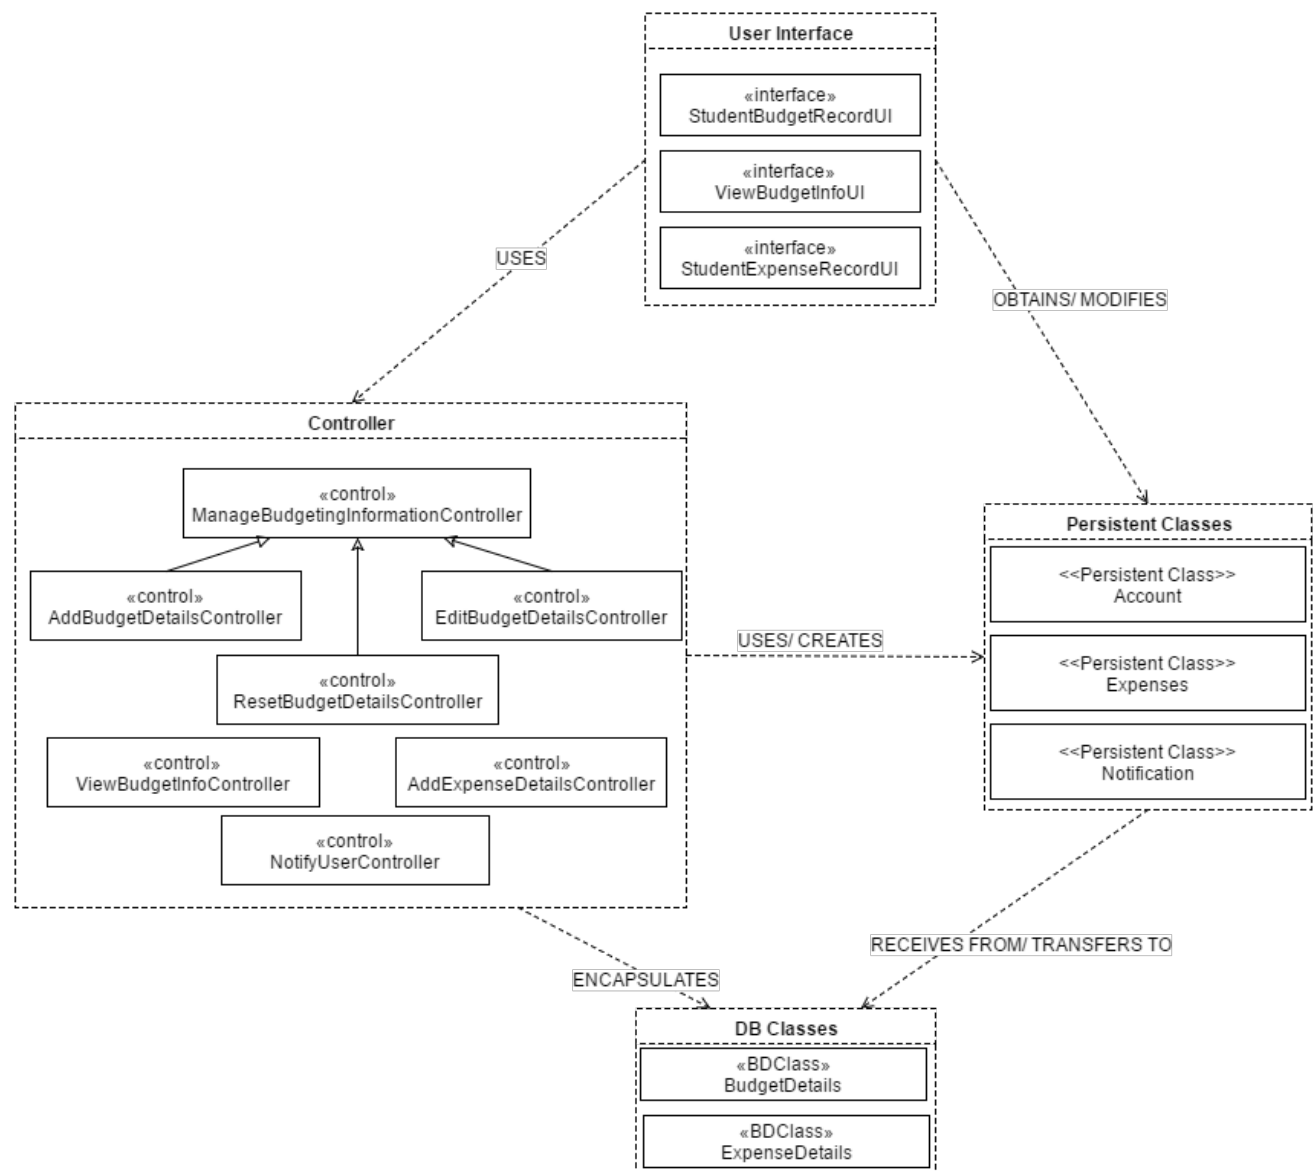 User Interface
«interface»
StudentBudgetRecordUI
«interface»
ViewBudgetInfoUI
«interface»
StudentExpenseRecordUI
USES
OBTAINS/ MODIFIES
Controller
«control»
ManageBudgetingInformationController
«control»
AddBudgetDetailsController
«control»
EditBudgetDetailsController
«control»
ResetBudgetDetailsController
«control»
ViewBudgetInfoController
«control»
AddExpenseDetailsController
«control»
NotifyUserController
USES/ CREATES
Persistent Classes
<<Persistent Class>>
Account
<<Persistent Class>>
Expenses
<<Persistent Class>>
Notification
RECEIVES FROM/ TRANSFERS TO
ENCAPSULATES
DB Classes
«BDClass»
BudgetDetails
«BDClass»
ExpenseDetails